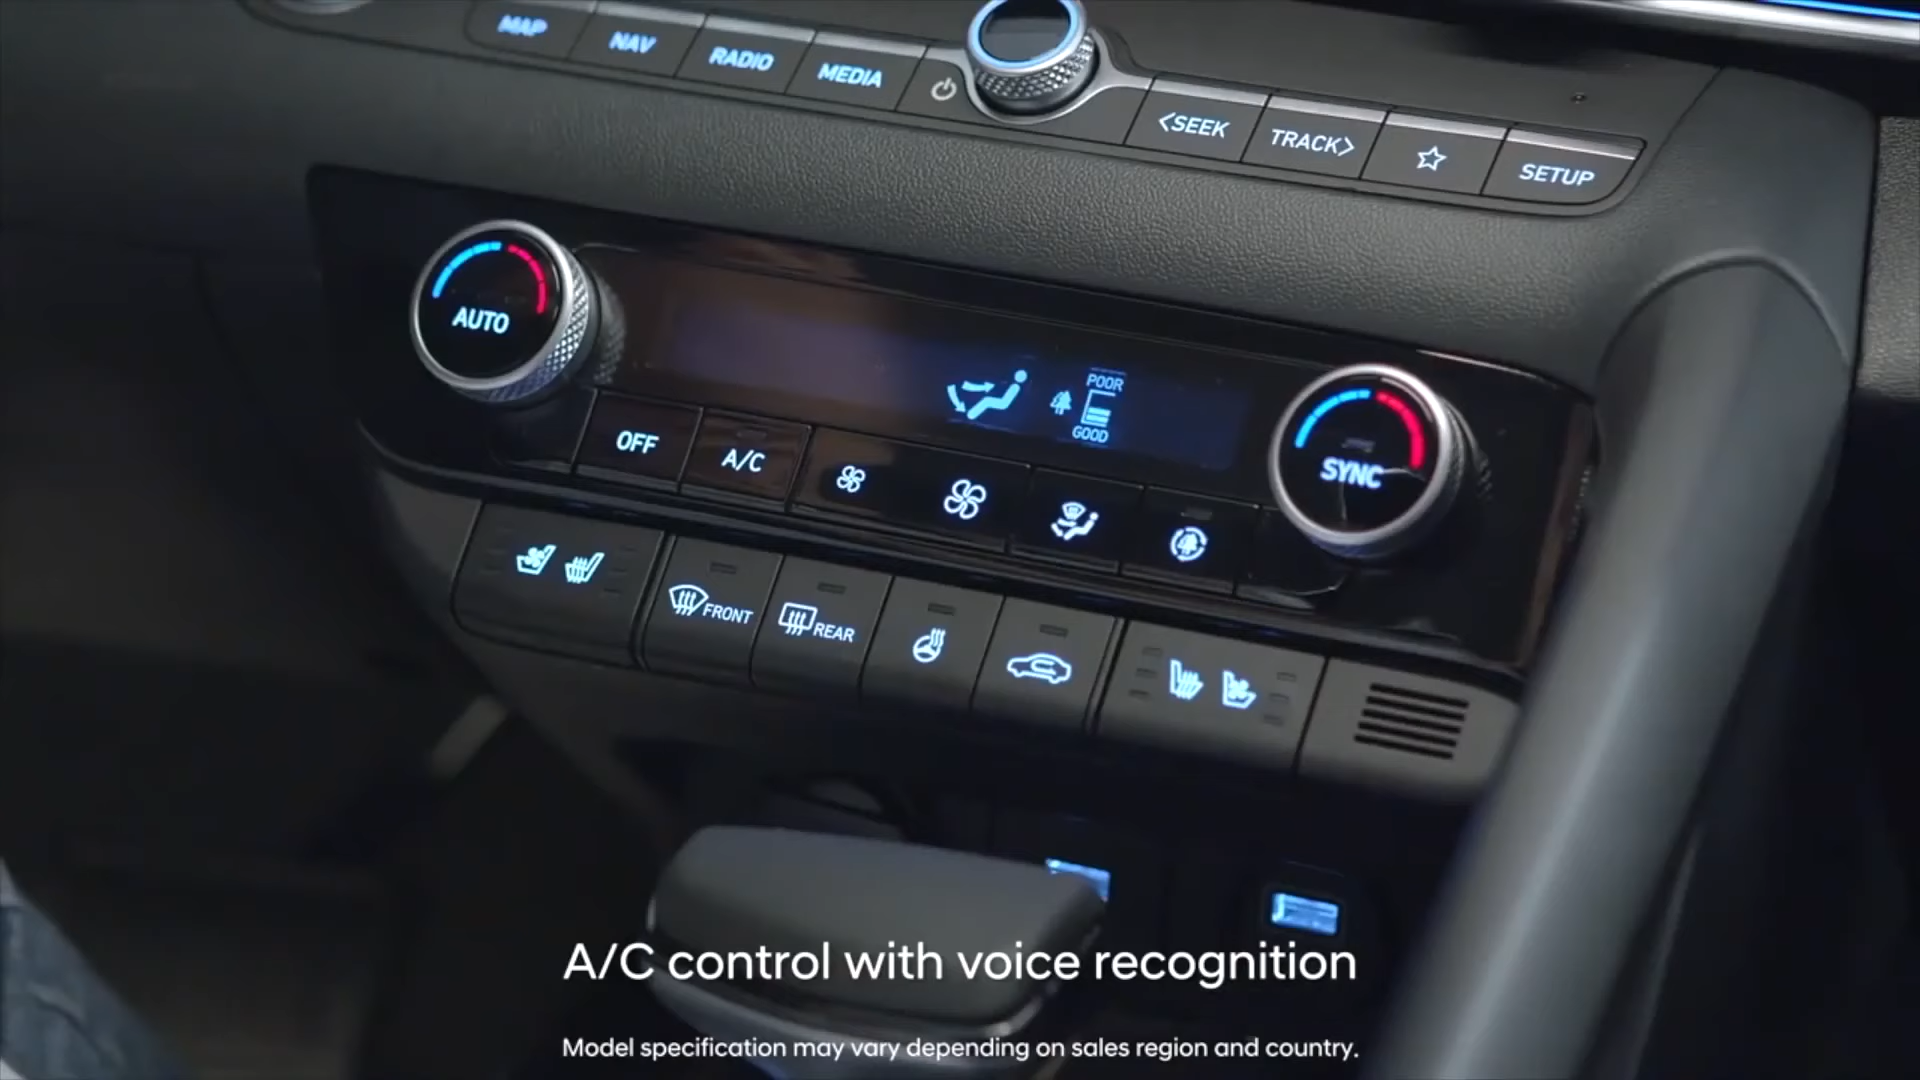 MAP NAV RADIO MEDIA
<SEEK TRACK> SETUP
AUTO
POOR
GOOD
SYNC
OFF A/C
FRONT REAR
A/C control with voice recognition
Model specification may vary depending on sales region and country.